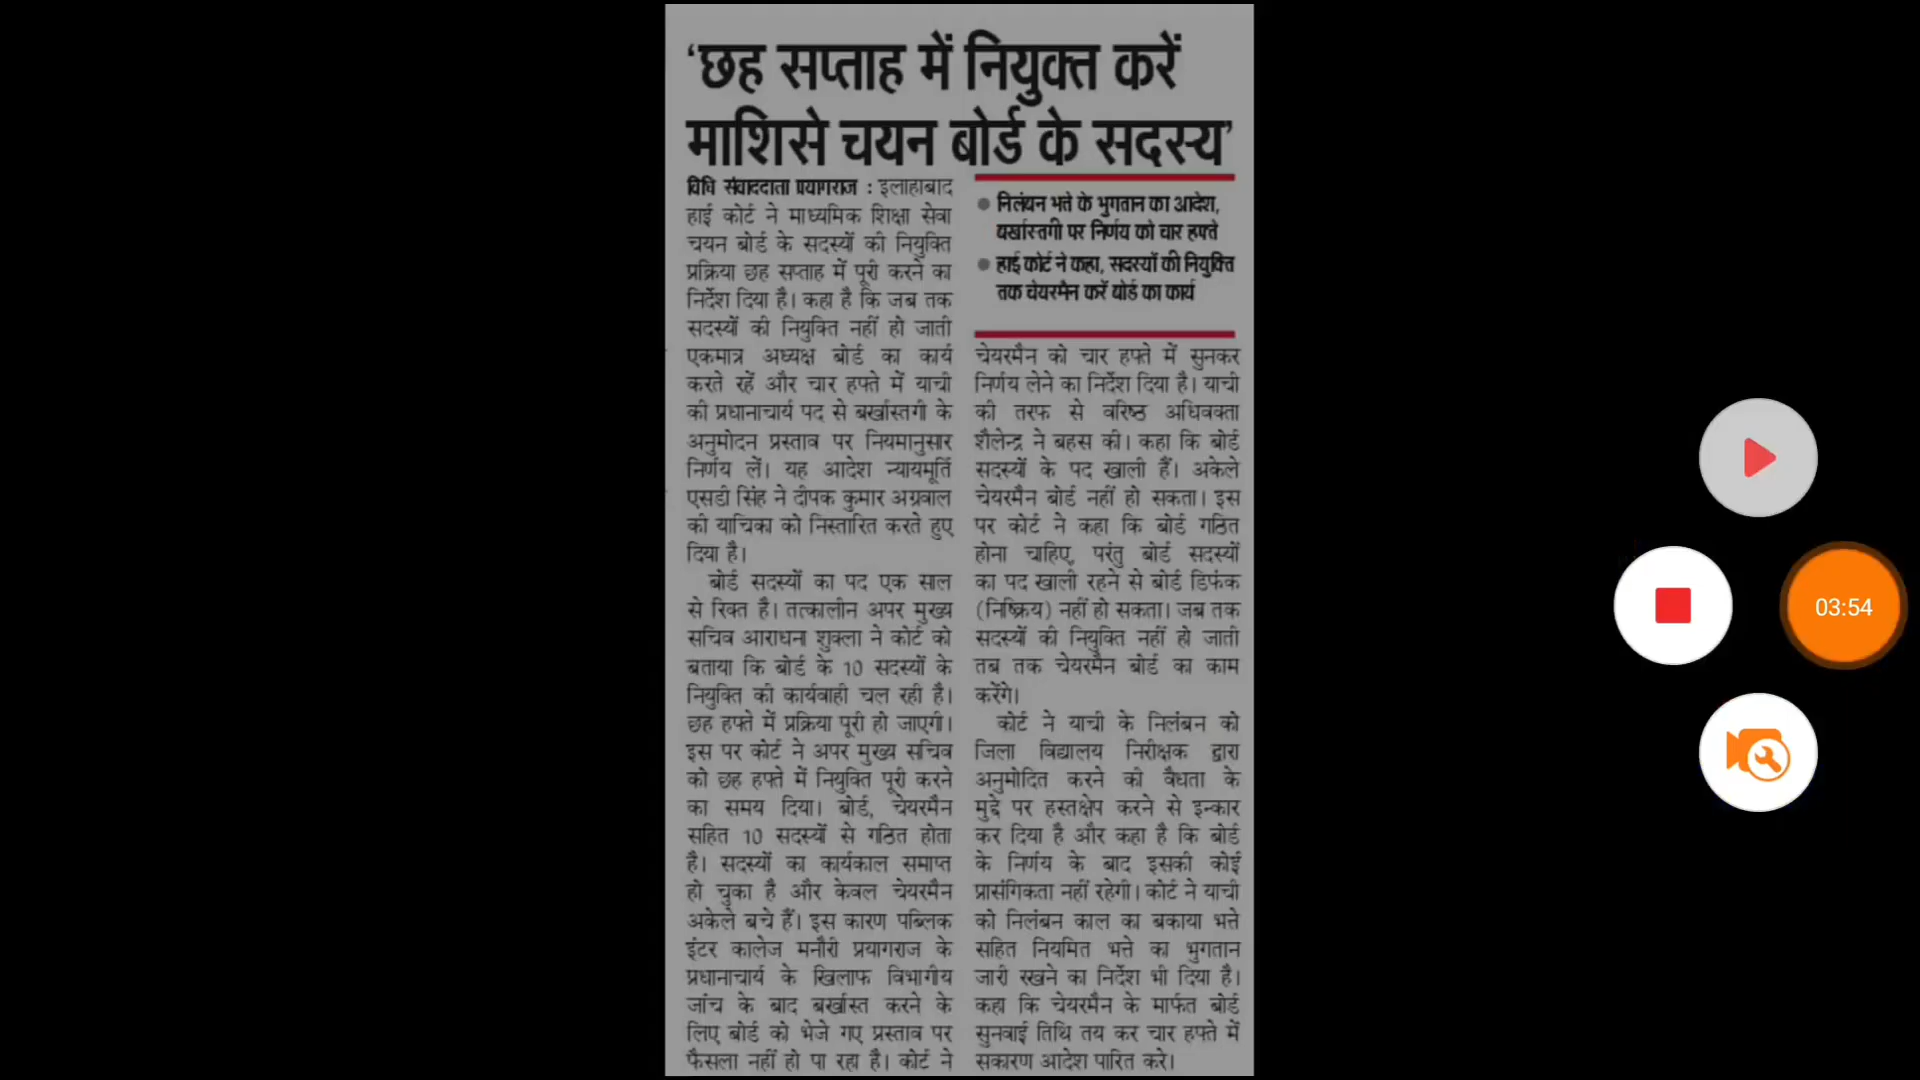 ‘छह सप्ताह में नियुक्त करें
माशिसे चयन बोर्ड के सदस्य’
विधि संवाददाता प्रयागराज : इलाहाबाद
हाई कोर्ट ने माध्यमिक शिक्षा सेवा
चयन बोर्ड के सदस्यों की नियुक्ति
प्रक्रिया छह सप्ताह में पूरी करने का
निर्देश दिया है। कहा है कि जब तक
सदस्यों की नियुक्ति नहीं हो जाती
एकमात्र अध्यक्ष बोर्ड का कार्य
करते रहें और चार हफ्ते में याची
की प्रधानाचार्य पद से बर्खास्तगी के
अनुमोदन प्रस्ताव पर नियमानुसार
निर्णय लें। यह आदेश न्यायमूर्ति
एसडी सिंह ने दीपक कुमार अग्रवाल
की याचिका को निस्तारित करते हुए
दिया है।
बोर्ड सदस्यों का पद एक साल
से रिक्त है। तत्कालीन अपर मुख्य
सचिव आराधना शुक्ला ने कोर्ट को
बताया कि बोर्ड के 10 सदस्यों के
नियुक्ति की कार्यवाही चल रही है।
छह हफ्ते में प्रक्रिया पूरी हो जाएगी।
इस पर कोर्ट ने अपर मुख्य सचिव
को छह हफ्ते में नियुक्ति पूरी करने
का समय दिया। बोर्ड, चेयरमैन
सहित 10 सदस्यों से गठित होता
है। सदस्यों का कार्यकाल समाप्त
हो चुका है और केवल चेयरमैन
अकेले बचे हैं। इस कारण पब्लिक
इंटर कालेज मनौरी प्रयागराज के
प्रधानाचार्य के खिलाफ विभागीय
जांच के बाद बर्खास्त करने के
लिए बोर्ड को भेजे गए प्रस्ताव पर
फैसला नहीं हो पा रहा है। कोर्ट ने
निलंबन भत्ते के भुगतान का आदेश,
बर्खास्तगी पर निर्णय को चार हफ्ते
हाई कोर्ट ने कहा, सदस्यों की नियुक्ति
तक चेयरमैन करें बोर्ड का कार्य
चेयरमैन को चार हफ्ते में सुनकर
निर्णय लेने का निर्देश दिया है। याची
की तरफ से वरिष्ठ अधिवक्ता
शैलेन्द्र ने बहस की। कहा कि बोर्ड
सदस्यों के पद खाली हैं। अकेले
चेयरमैन बोर्ड नहीं हो सकता। इस
पर कोर्ट ने कहा कि बोर्ड गठित
होना चाहिए, परंतु बोर्ड सदस्यों
का पद खाली रहने से बोर्ड डिफंक
(निष्क्रिय) नहीं हो सकता। जब तक
सदस्यों की नियुक्ति नहीं हो जाती
तब तक चेयरमैन बोर्ड का काम
करेंगे।
कोर्ट ने याची के निलंबन को
जिला विद्यालय निरीक्षक द्वारा
अनुमोदित करने की वैधता के
मुद्दे पर हस्तक्षेप करने से इन्कार
कर दिया है और कहा है कि बोर्ड
के निर्णय के बाद इसकी कोई
प्रासंगिकता नहीं रहेगी। कोर्ट ने याची
को निलंबन काल का बकाया भत्ते
सहित नियमित भत्ते का भुगतान
जारी रखने का निर्देश भी दिया है।
कहा कि चेयरमैन के मार्फत बोर्ड
सुनवाई तिथि तय कर चार हफ्ते में
सकारण आदेश पारित करे।
03:54